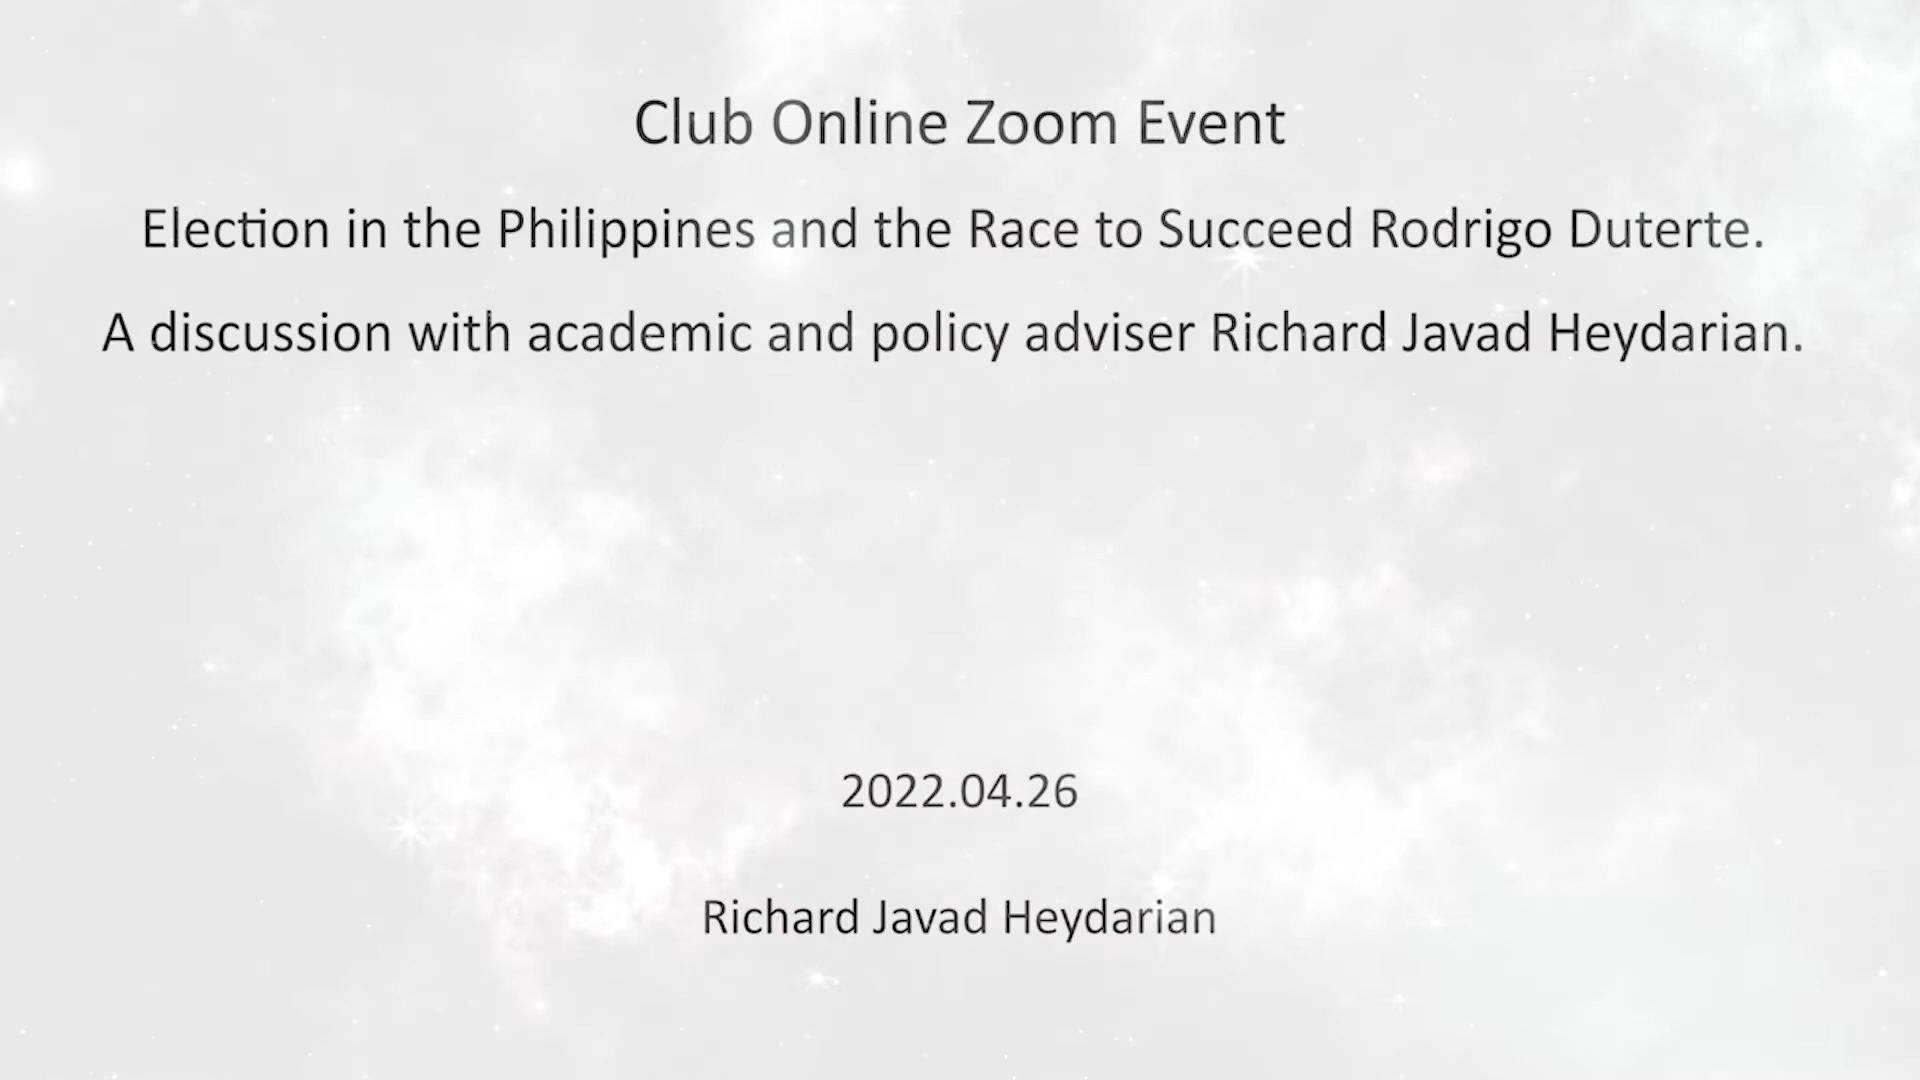 Club Online Zoom Event
Election in the Philippines and the Race to Succeed Rodrigo Duterte.
A discussion with academic and policy adviser Richard Javad Heydarian.
2022.04.26
Richard Javad Heydarian